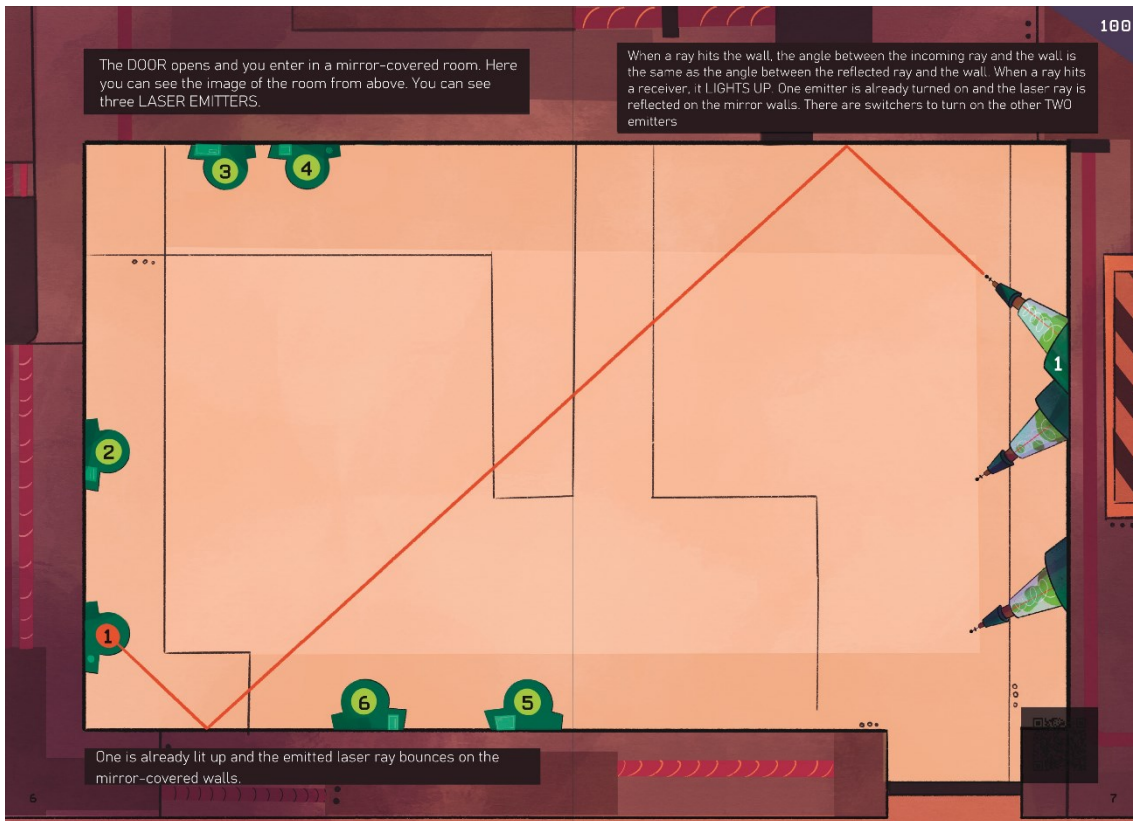 100
The DOOR opens and you enter in a mirror-covered room. Here
you can see the image of the room from above. You can see
three LASER EMITTERS.
When a ray hits the wall, the angle between the incoming ray and the wall is
the same as the angle between the reflected ray and the wall. When a ray hits
a receiver, it LIGHTS UP. One emitter is already turned on and the laser ray is
reflected on the mirror walls. There are switchers to turn on the other TWO
emitters
3
4
1
2
1
6
5
One is already lit up and the emitted laser ray bounces on the
mirror-covered walls.
6
7